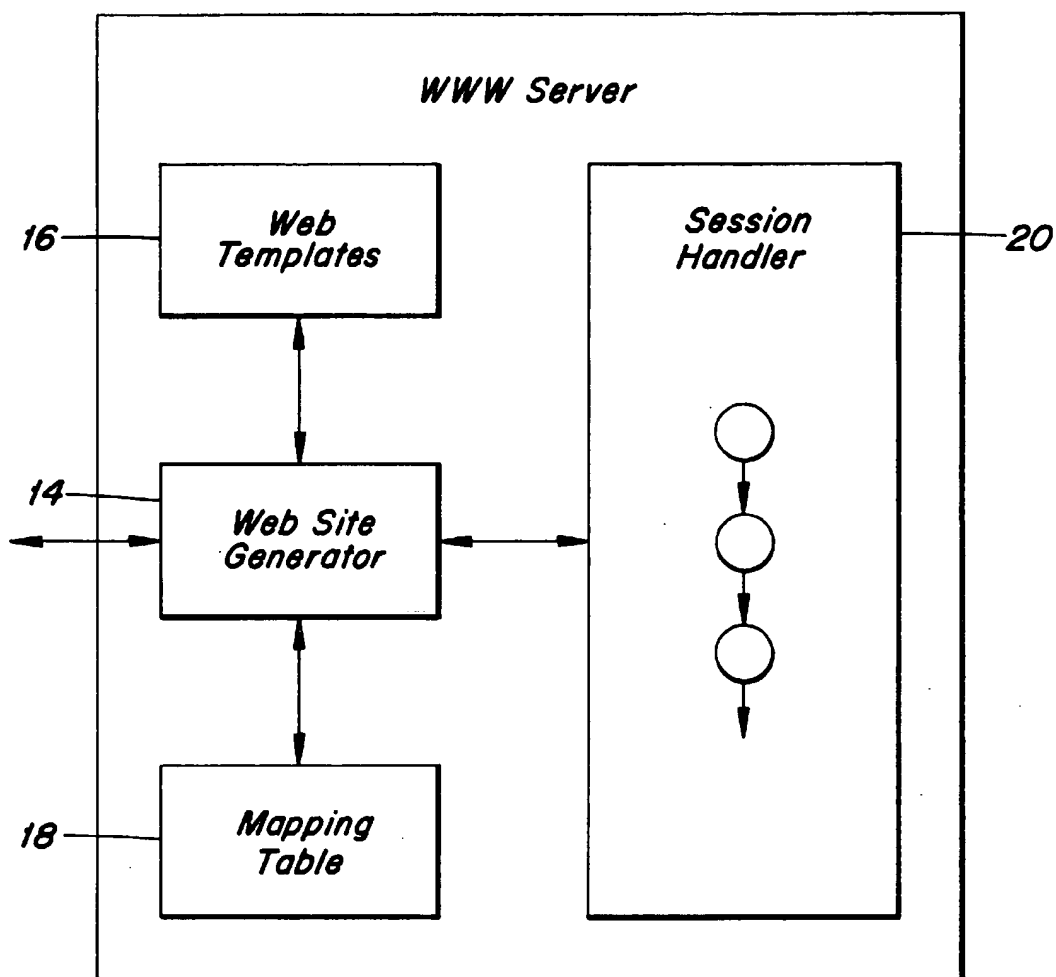 WWW Server
16
Web
Templates
Session
Handler
20
14
Web Site
Generator
18
Mapping
Table